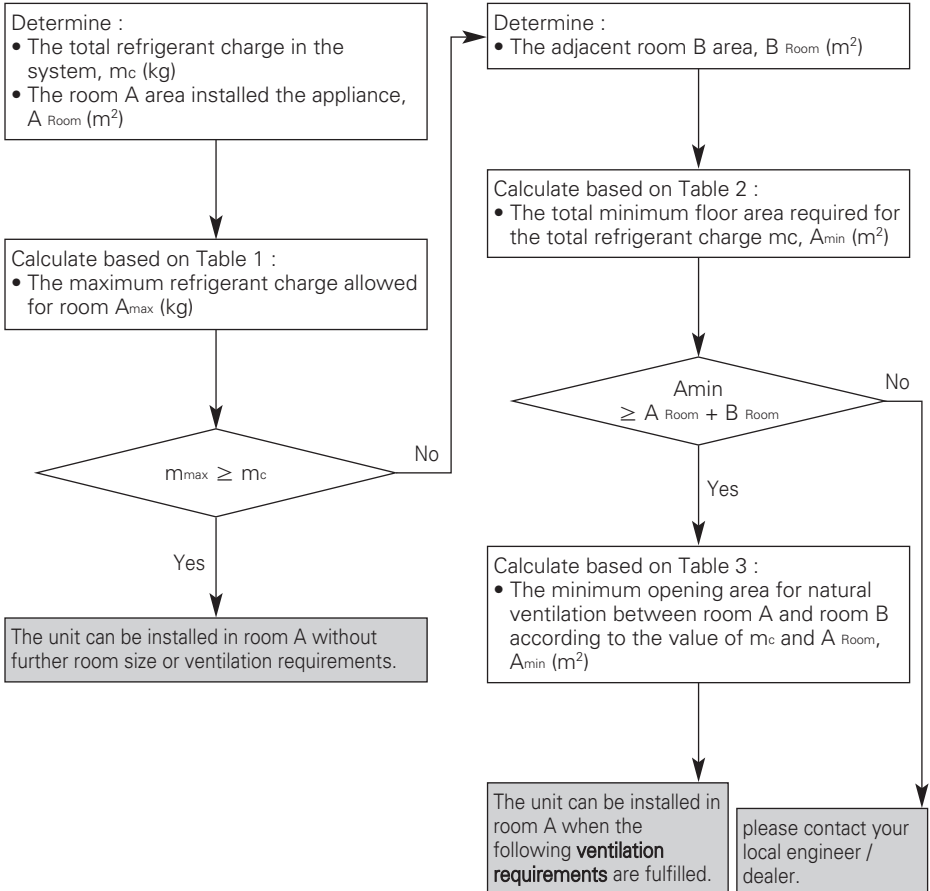 Determine :
• The total refrigerant charge in the
system, mc (kg)
• The room A area installed the appliance,
A Room (m²)
Calculate based on Table 1 :
• The maximum refrigerant charge allowed
for room Amax (kg)
mmax ≥ mc
No
Yes
The unit can be installed in room A without
further room size or ventilation requirements.
Determine :
• The adjacent room B area, B Room (m²)
Calculate based on Table 2 :
• The total minimum floor area required for
the total refrigerant charge mc, Amin (m²)
Amin
≥ A Room + B Room
No
Yes
Calculate based on Table 3 :
• The minimum opening area for natural
ventilation between room A and room B
according to the value of mc and A Room,
Amin (m²)
The unit can be installed in
room A when the
following ventilation
requirements are fulfilled.
please contact your
local engineer /
dealer.